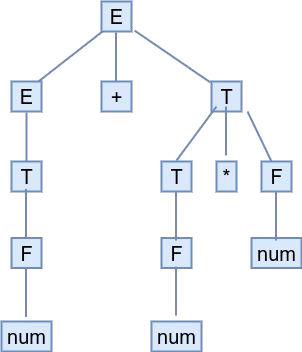 E
E + T
T T * F
F F num
num num